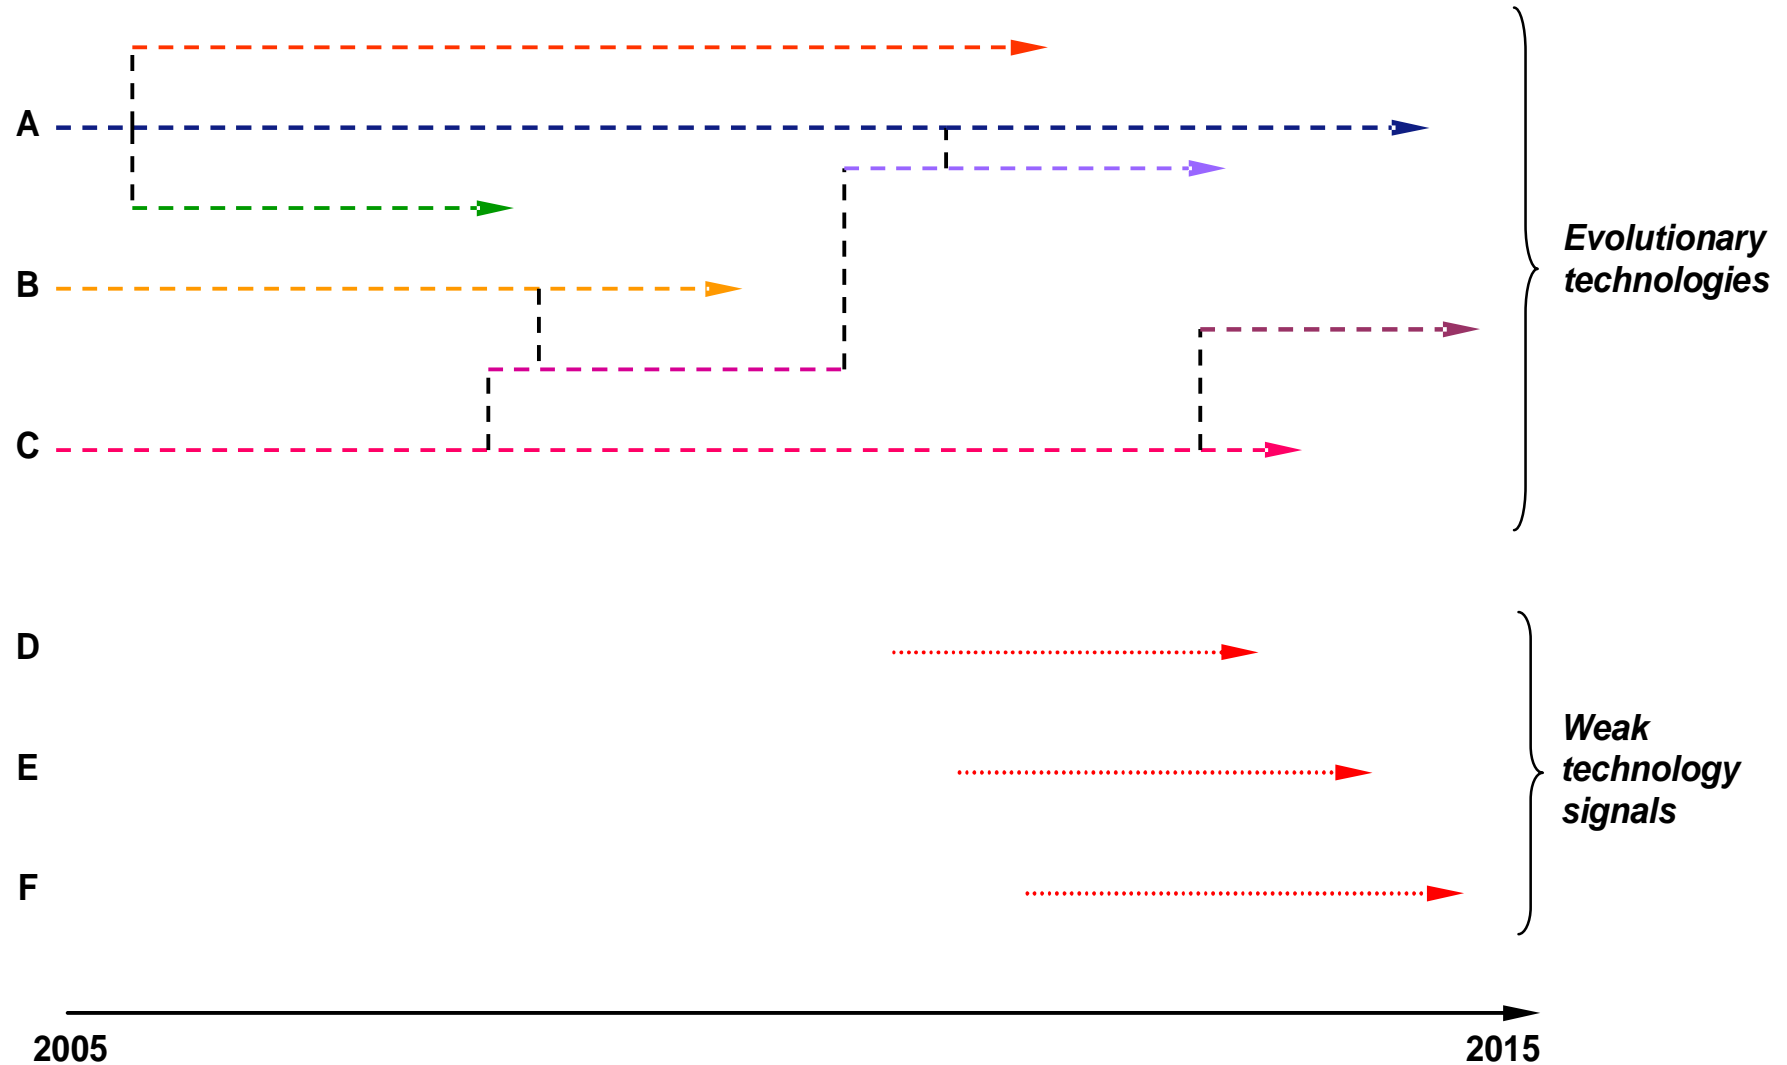 A
B
Evolutionary
technologies
C
D
Weak
technology
signals
E
F
2005
2015